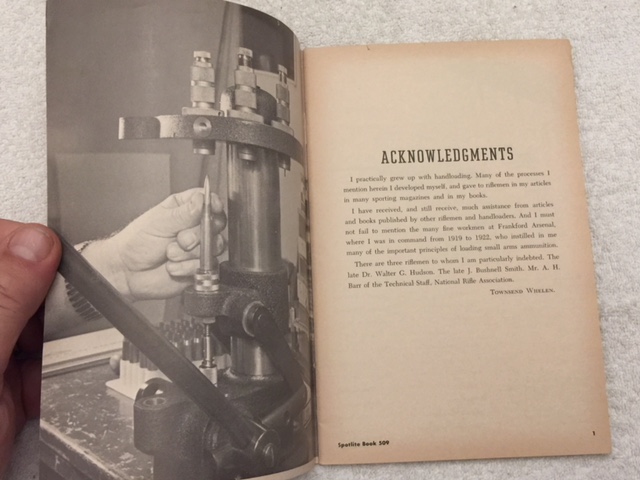 ACKNOWLEDGMENTS
I practically grew up with handloading. Many of the processes I
mention herein I developed myself, and gave to riflemen in my articles
in many sporting magazines and in my books.
I have received, and still receive, much assistance from articles
and books published by other riflemen and handloaders. And I must
not fail to mention the many fine workmen at Frankford Arsenal,
where I was in command from 1919 to 1922, who instilled in me
many of the important principles of loading small arms ammunition.
There are three riflemen to whom I am particularly indebted. The
late Dr. Walter G. Hudson. The late J. Bushnell Smith. Mr. A. H.
Barr of the Technical Staff, National Rifle Association.
Townsend Whelen.
Spotlite Book 509
1